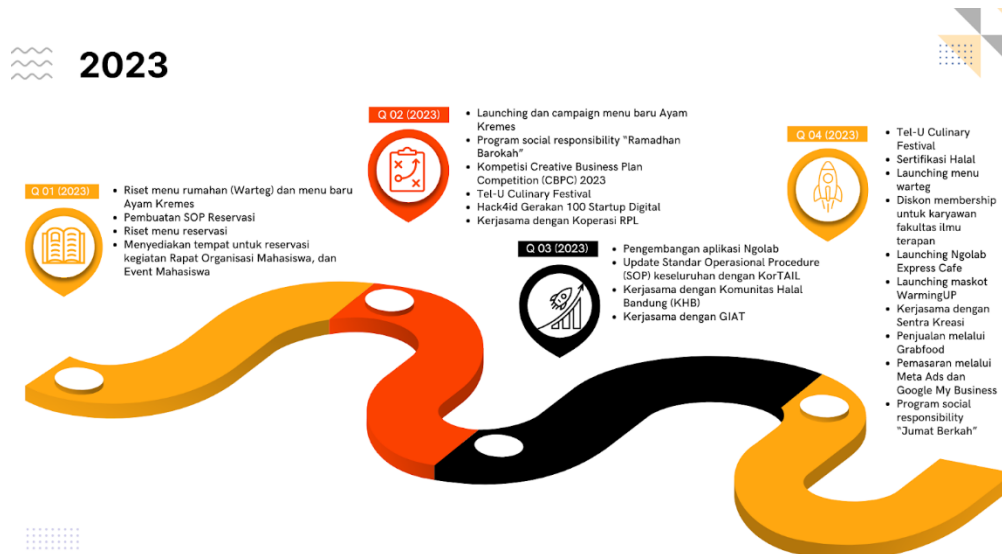 2023
Q 01 (2023)
• Riset menu rumahan (Warteg) dan menu baru
Ayam Kremes
• Pembuatan SOP Reservasi
• Riset menu reservasi
• Menyediakan tempat untuk reservasi
kegiatan Rapat Organisasi Mahasiswa, dan
Event Mahasiswa
Q 02 (2023)
• Launching dan campaign menu baru Ayam
Kremes
• Program social responsibility "Ramadhan
Barokah"
• Kompetisi Creative Business Plan
Competition (CBPC) 2023
• Tel-U Culinary Festival
• Hack4id Gerakan 100 Startup Digital
• Kerjasama dengan Koperasi RPL
Q 03 (2023)
• Pengembangan aplikasi Ngolab
• Update Standar Operasional Procedure
(SOP) keseluruhan dengan KorTAIL
• Kerjasama dengan Komunitas Halal
Bandung (KHB)
• Kerjasama dengan GIAT
Q 04 (2023)
• Tel-U Culinary
Festival
• Sertifikasi Halal
• Launching menu
warteg
• Diskon membership
untuk karyawan
fakultas ilmu
terapan
• Launching Ngolab
Express Cafe
• Launching maskot
WarmingUP
• Kerjasama dengan
Sentra Kreasi
• Penjualan melalui
Grabfood
• Pemasaran melalui
Meta Ads dan
Google My Business
• Program social
responsibility
"Jumat Berkah"